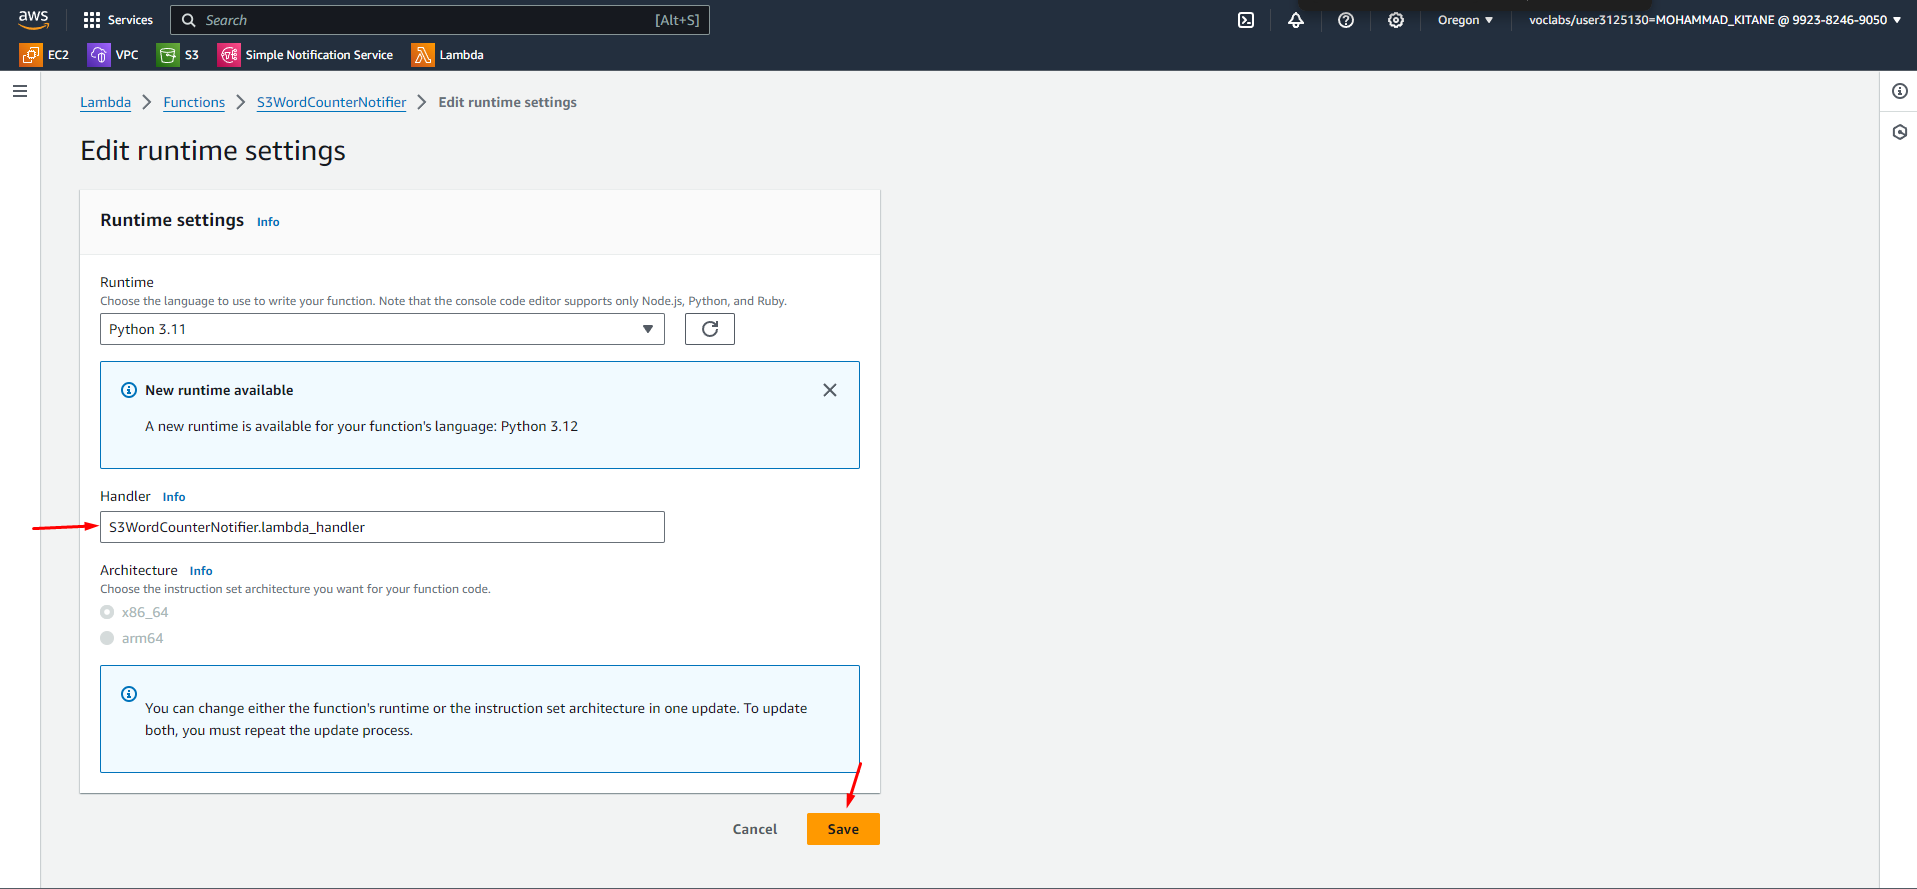 aws Services Search [Alt+S] Oregon voclabs/user3125130=MOHAMMAD_KITANE @ 9923-8246-9050
EC2 VPC S3 Simple Notification Service Lambda
Lambda Functions S3WordCounterNotifier Edit runtime settings
Edit runtime settings
Runtime settings Info
Runtime
Choose the language to use to write your function. Note that the console code editor supports only Node.js, Python, and Ruby.
Python 3.11
New runtime available
A new runtime is available for your function's language: Python 3.12
Handler Info
S3WordCounterNotifier.lambda_handler
Architecture Info
Choose the instruction set architecture you want for your function code.
x86_64
arm64
You can change either the function's runtime or the instruction set architecture in one update. To update
both, you must repeat the update process.
Cancel Save